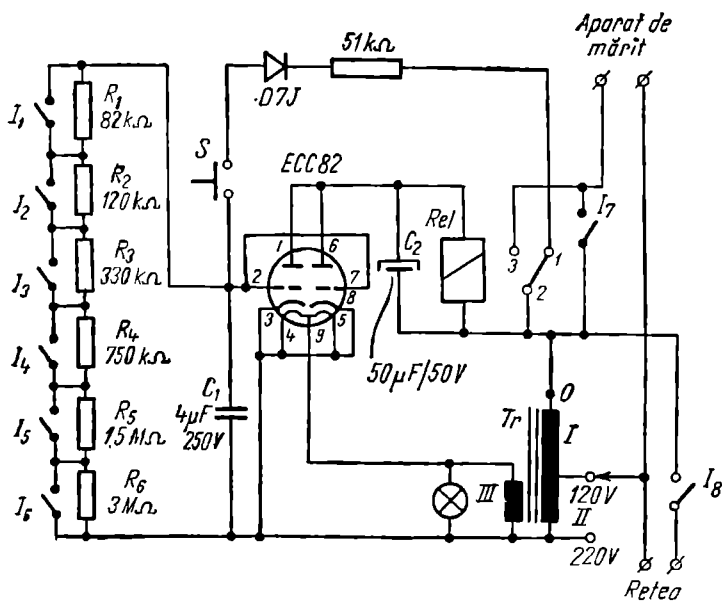 Aparat de
mărit
51kΩ
D7J
I1
R1
82kΩ
S
ECC82
I2
R2
120kΩ
1
6
C2
Rel
I7
3
1
2
I3
R3
330kΩ
2
7
8
3
4
9
5
I4
R4
750kΩ
50μF/50V
C1
4μF
250V
O
Tr
I
I5
R5
1,5MΩ
I6
R6
3MΩ
III
120V
II
220V
I8
Retea